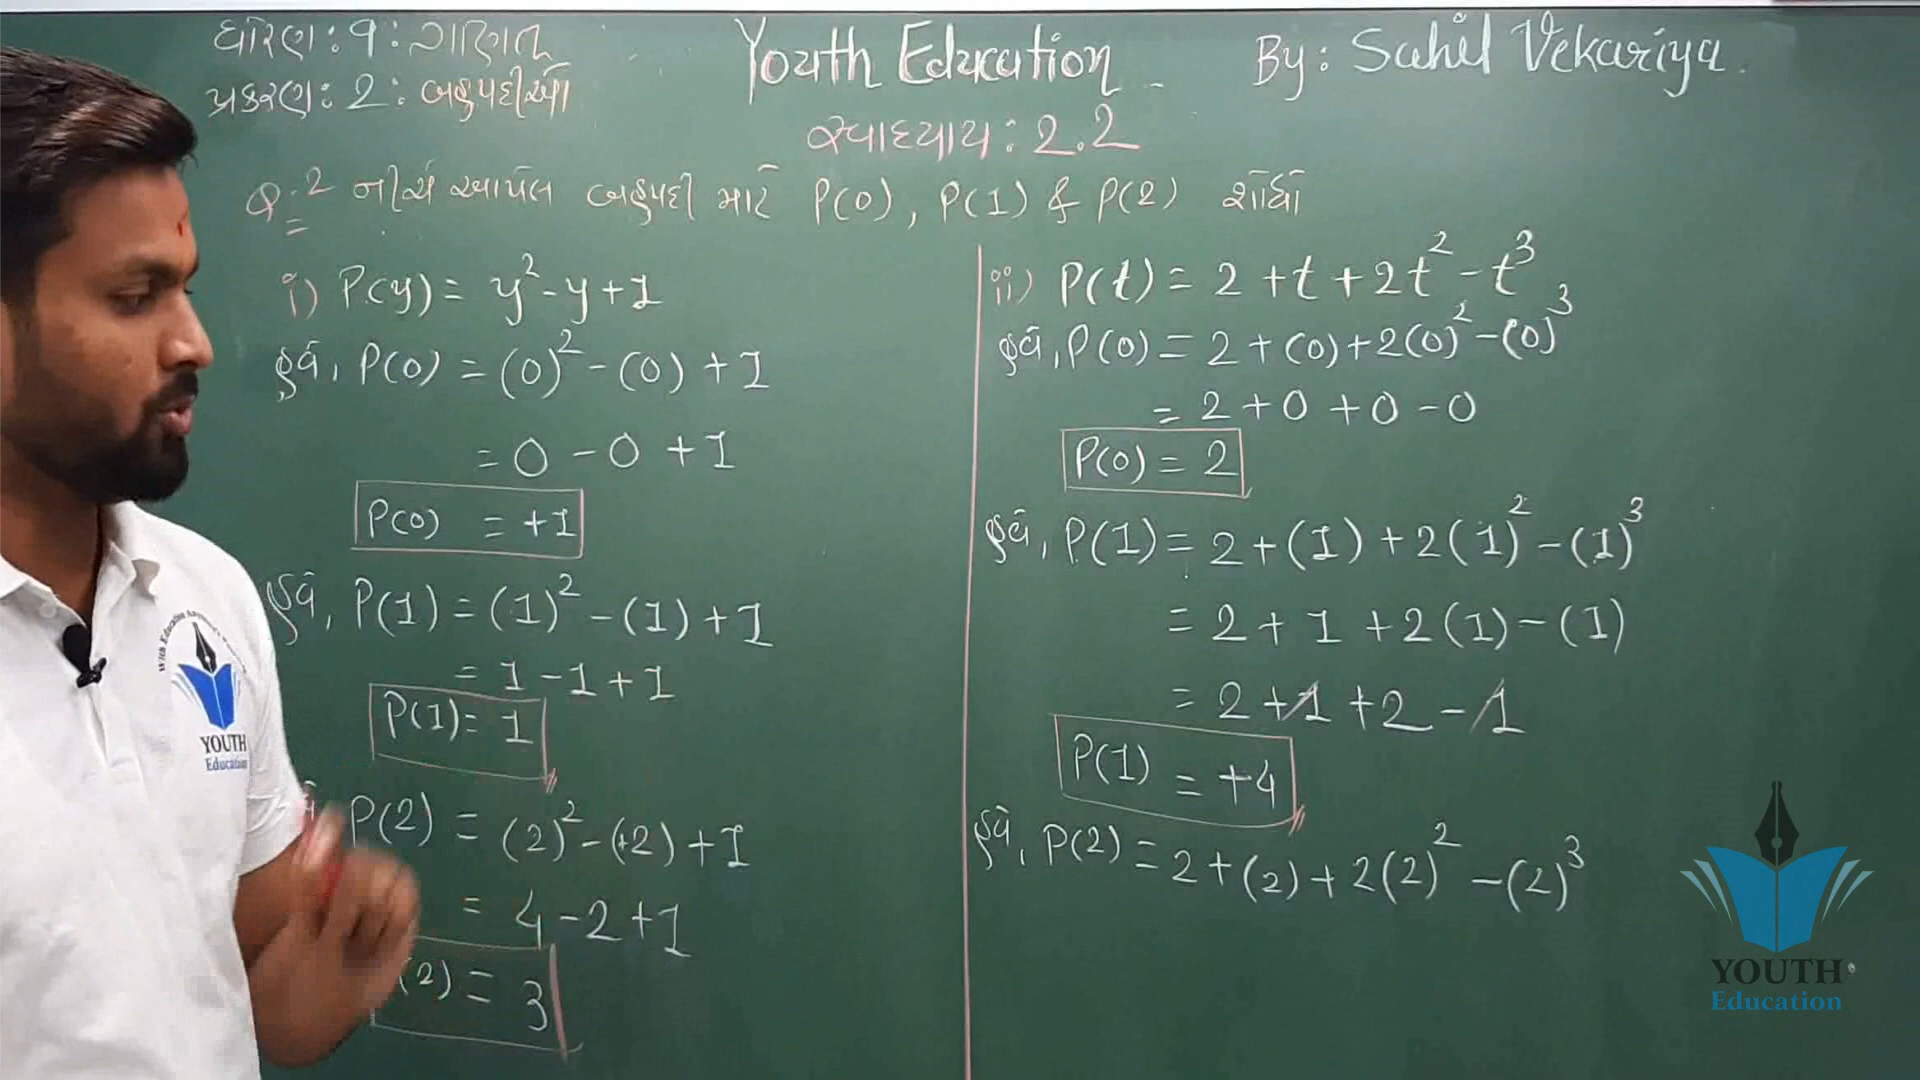 ધોરણ : 9 : ગણિત
પ્રકરણ : 2 : બહુપદીઓ
Youth Education
By : Sahil Vekariya.
સ્વાધ્યાય : 2.2
Q:2 નીચે આપેલ બહુપદી માટે P(0), P(1) & P(2) શોધો
i) P(y) = y² - y + 1
હવે, P(0) = (0)² - (0) + 1
= 0 - 0 + 1
P(0) = +1
હવે, P(1) = (1)² - (1) + 1
= 1 - 1 + 1
P(1) = 1
P(2) = (2)² - (+2) + 1
= 4 - 2 + 1
(2) = 3
ii) P(t) = 2 + t + 2t² - t³
હવે, P(0) = 2 + (0) + 2(0)² - (0)³
= 2 + 0 + 0 - 0
P(0) = 2
હવે, P(1) = 2 + (1) + 2(1)² - (1)³
= 2 + 1 + 2(1) - (1)
= 2 + 1 + 2 - 1
P(1) = +4
હવે, P(2) = 2 + (2) + 2(2)² - (2)³
YOUTH
Education
YOUTH
Education